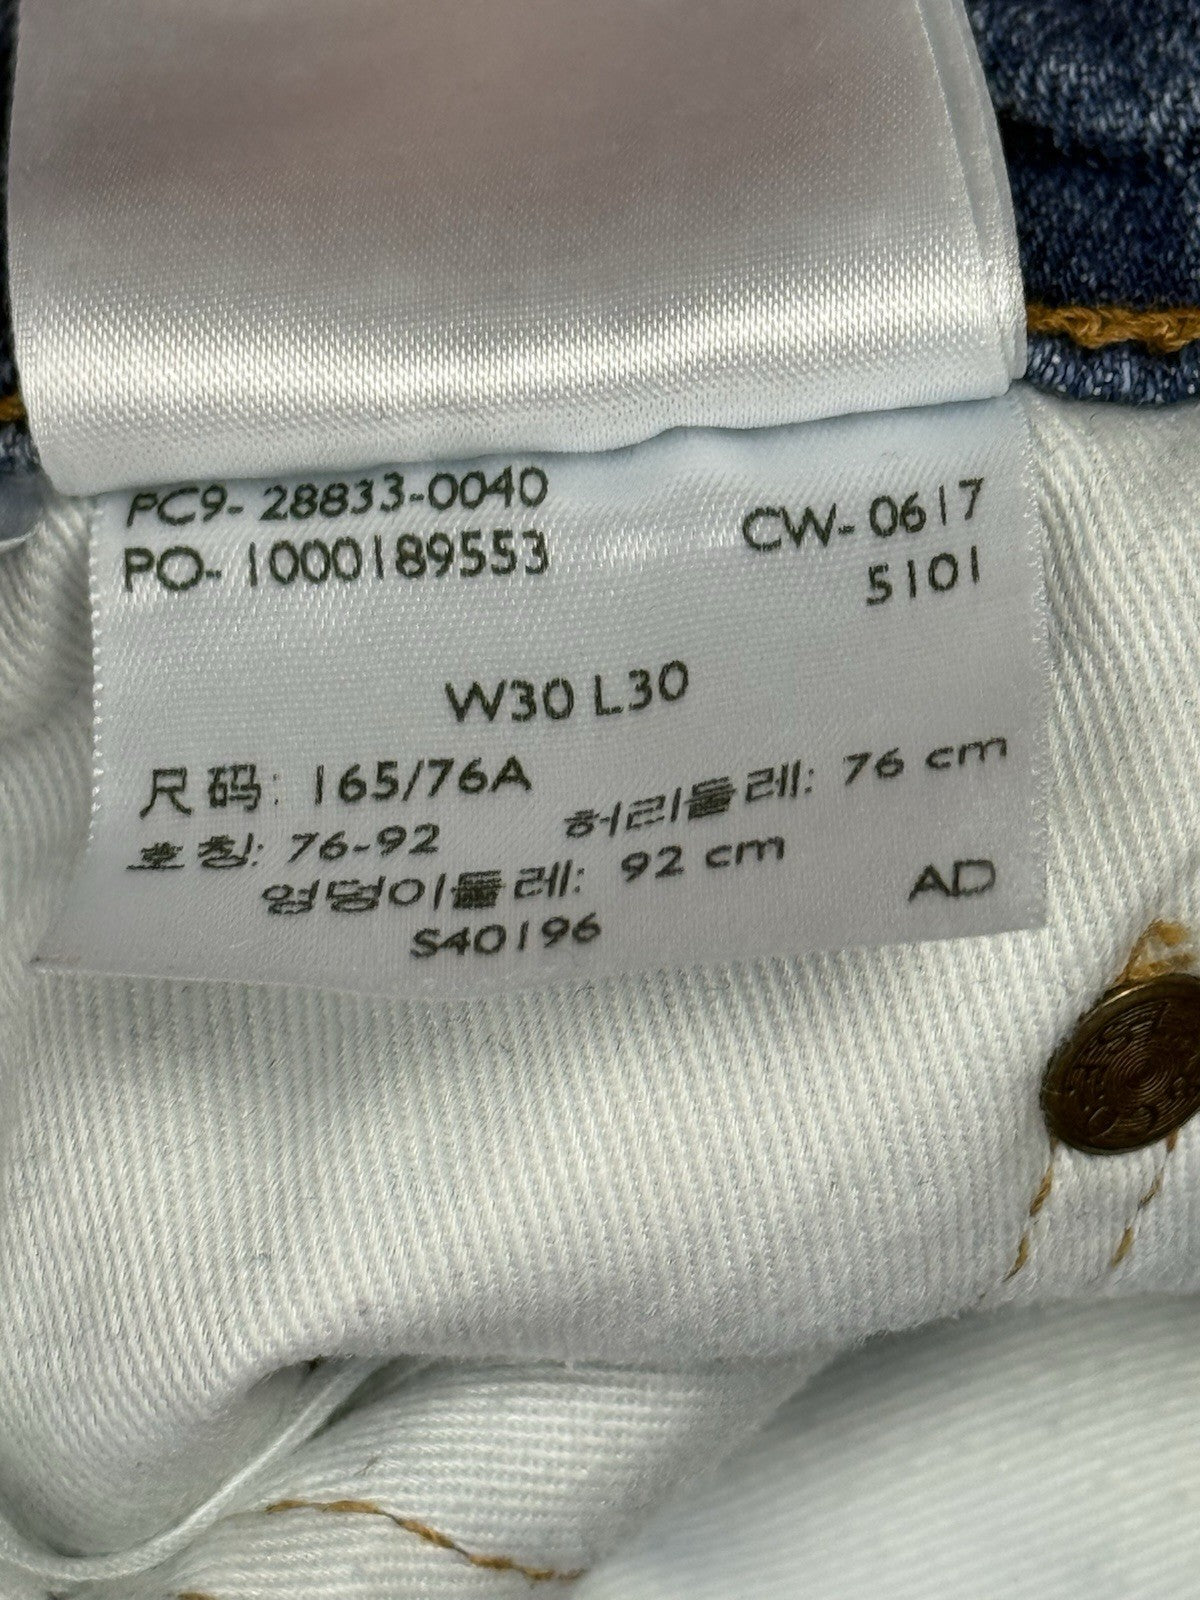 PC9- 28833-0040
PO- 1000189553
CW- 0617
5101
W30 L30
尺码: 165/76A
호칭: 76-92
허리둘레: 76 cm
엉덩이둘레: 92 cm
AD
S40196